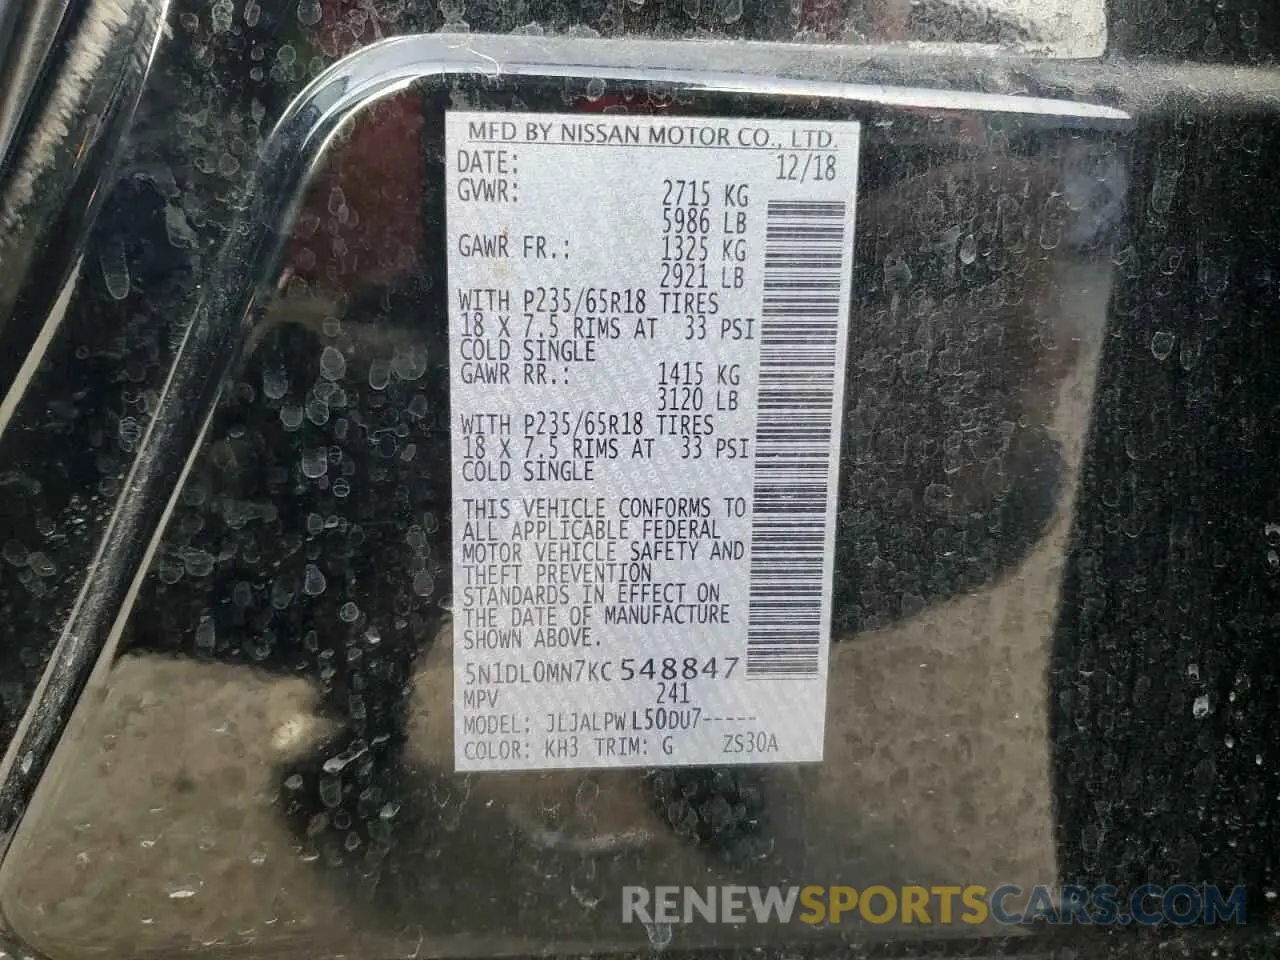 MFD BY NISSAN MOTOR CO., LTD.
DATE: 12/18
GVWR: 2715 KG
5986 LB
GAWR FR.: 1325 KG
2921 LB
WITH P235/65R18 TIRES
18 X 7.5 RIMS AT 33 PSI
COLD SINGLE
GAWR RR.: 1415 KG
3120 LB
WITH P235/65R18 TIRES
18 X 7.5 RIMS AT 33 PSI
COLD SINGLE
THIS VEHICLE CONFORMS TO
ALL APPLICABLE FEDERAL
MOTOR VEHICLE SAFETY AND
THEFT PREVENTION
STANDARDS IN EFFECT ON
THE DATE OF MANUFACTURE
SHOWN ABOVE.
5N1DL0MN7KC548847
MPV 241
MODEL: JLJALPWL50DU7-----
COLOR: KH3 TRIM: G ZS30A
RENEWSPORTSCARS.COM